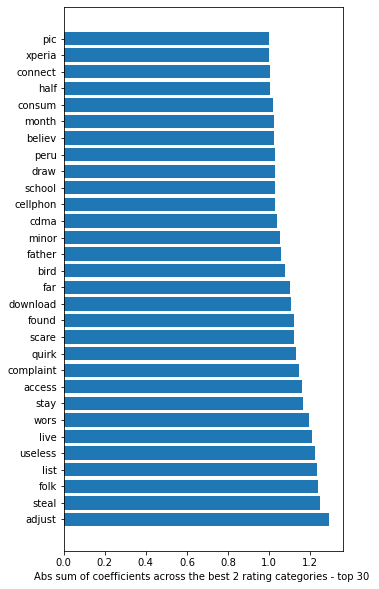 pic
xperia
connect
half
consum
month
believ
peru
draw
school
cellphon
cdma
minor
father
bird
far
download
found
scare
quirk
complaint
access
stay
wors
live
useless
list
folk
steal
adjust
0.0 0.2 0.4 0.6 0.8 1.0 1.2
Abs sum of coefficients across the best 2 rating categories - top 30